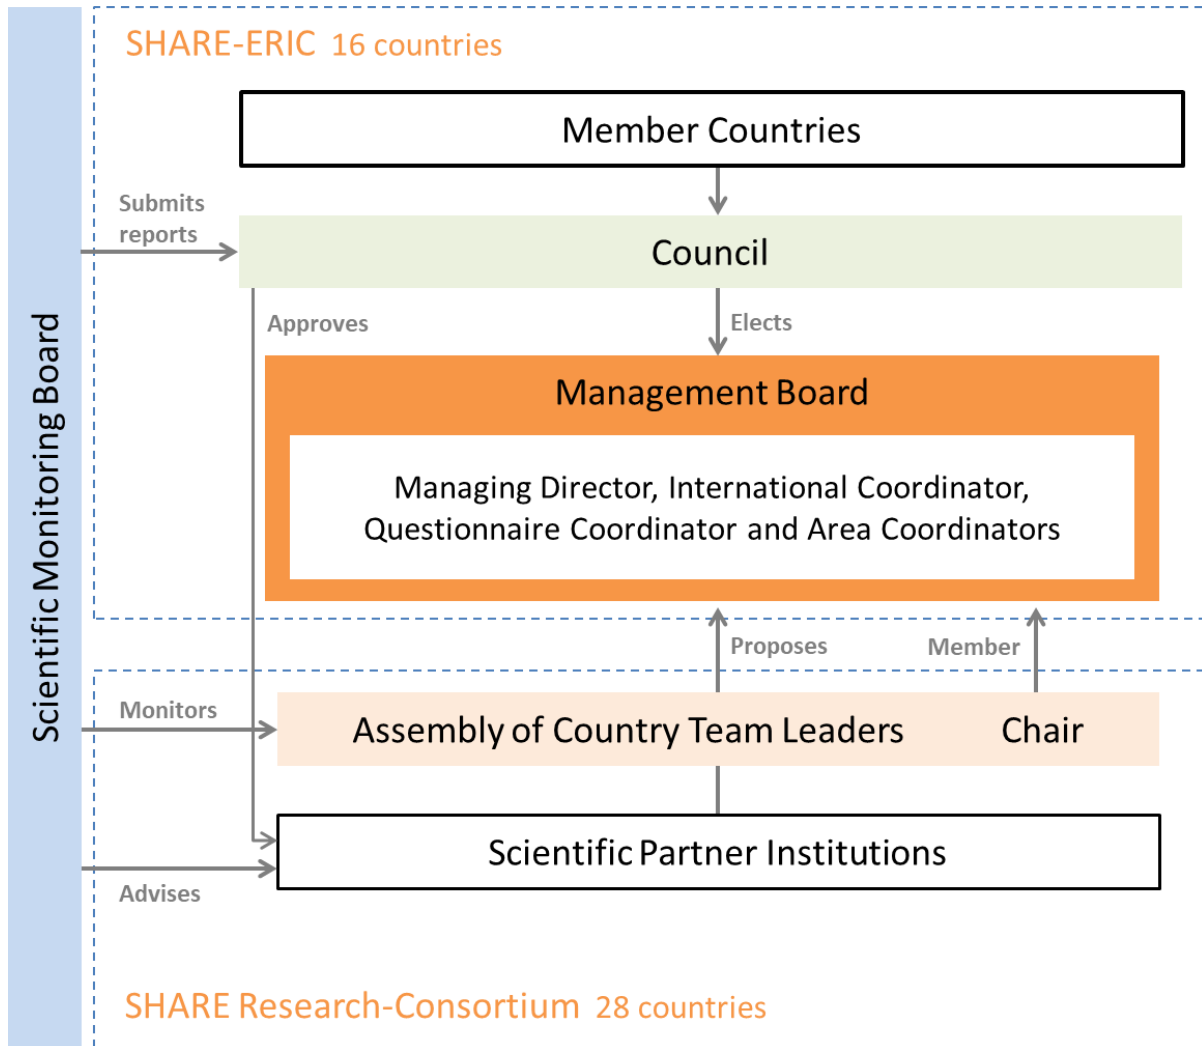 SHARE-ERIC 16 countries
Member Countries
Submits
reports
Council
Approves
Elects
Management Board
Managing Director, International Coordinator,
Questionnaire Coordinator and Area Coordinators
Scientific Monitoring Board
Proposes
Member
Monitors
Assembly of Country Team Leaders
Chair
Scientific Partner Institutions
Advises
SHARE Research-Consortium 28 countries